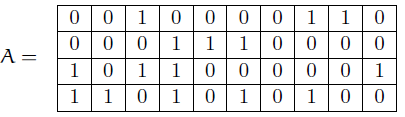 0 0 1 0 0 0 0 1 1 0
0 0 0 1 1 1 0 0 0 0
A = 1 0 1 1 0 0 0 0 0 1
1 1 0 1 0 1 0 1 0 0